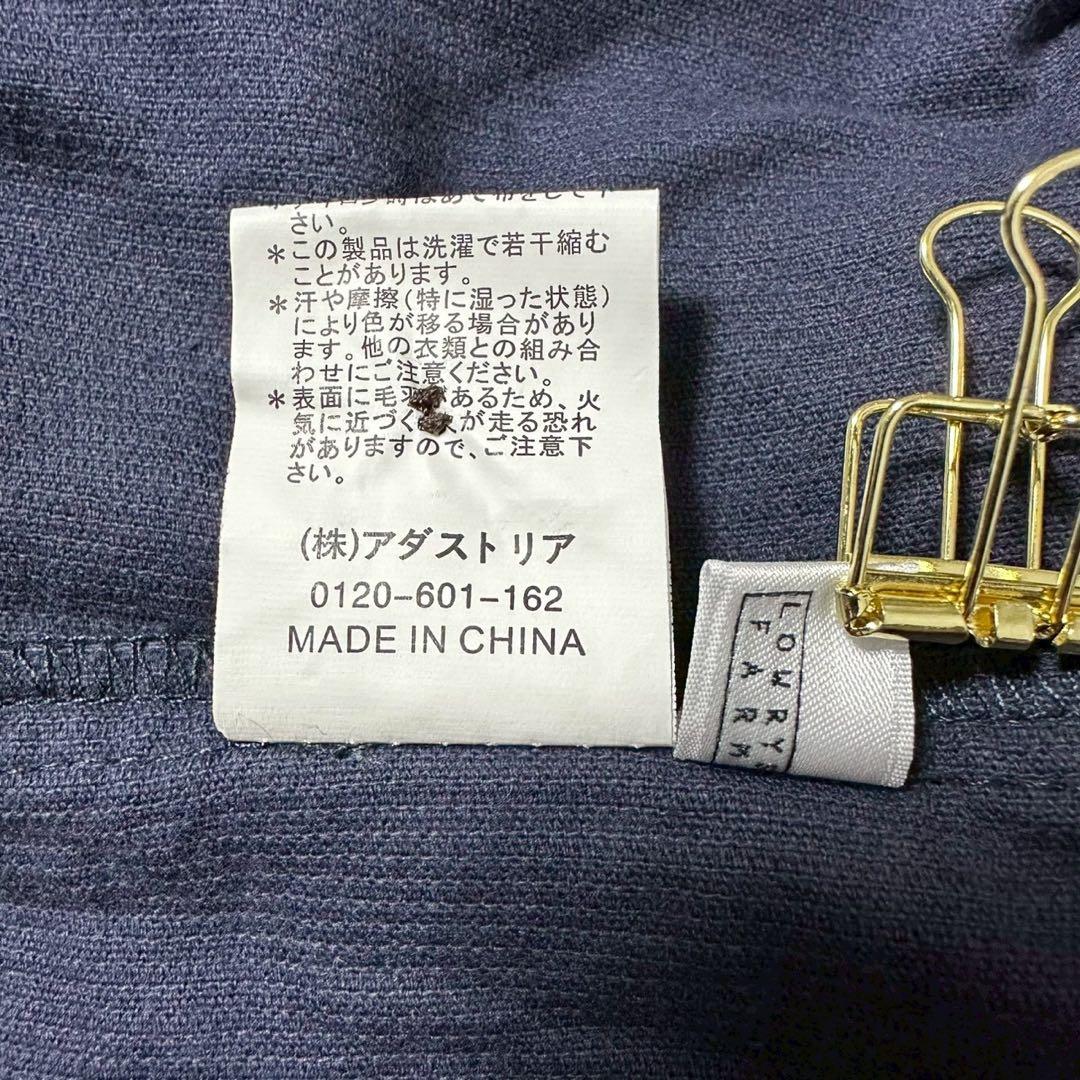 さい。
＊この製品は洗濯で若干縮む
ことがあります。
＊汗や摩擦(特に湿った状態)
により色が移る場合があり
ます。他の衣類との組み合
わせにご注意ください。
＊表面に毛羽があるため、火
気に近づくと火が走る恐れ
がありますので、ご注意下
さい。
(株)アダストリア
0120-601-162
MADE IN CHINA
LOWRYS
FARM